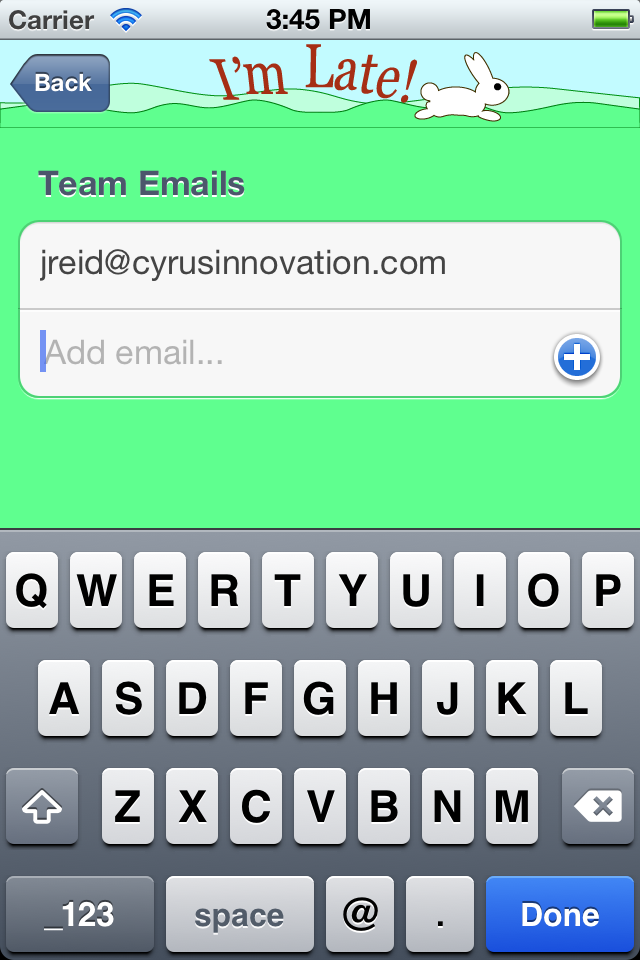 Carrier 3:45 PM
Back I'm Late!
Team Emails
jreid@cyrusinnovation.com
Add email...
Q W E R T Y U I O P
A S D F G H J K L
Z X C V B N M
_123 space @ . Done